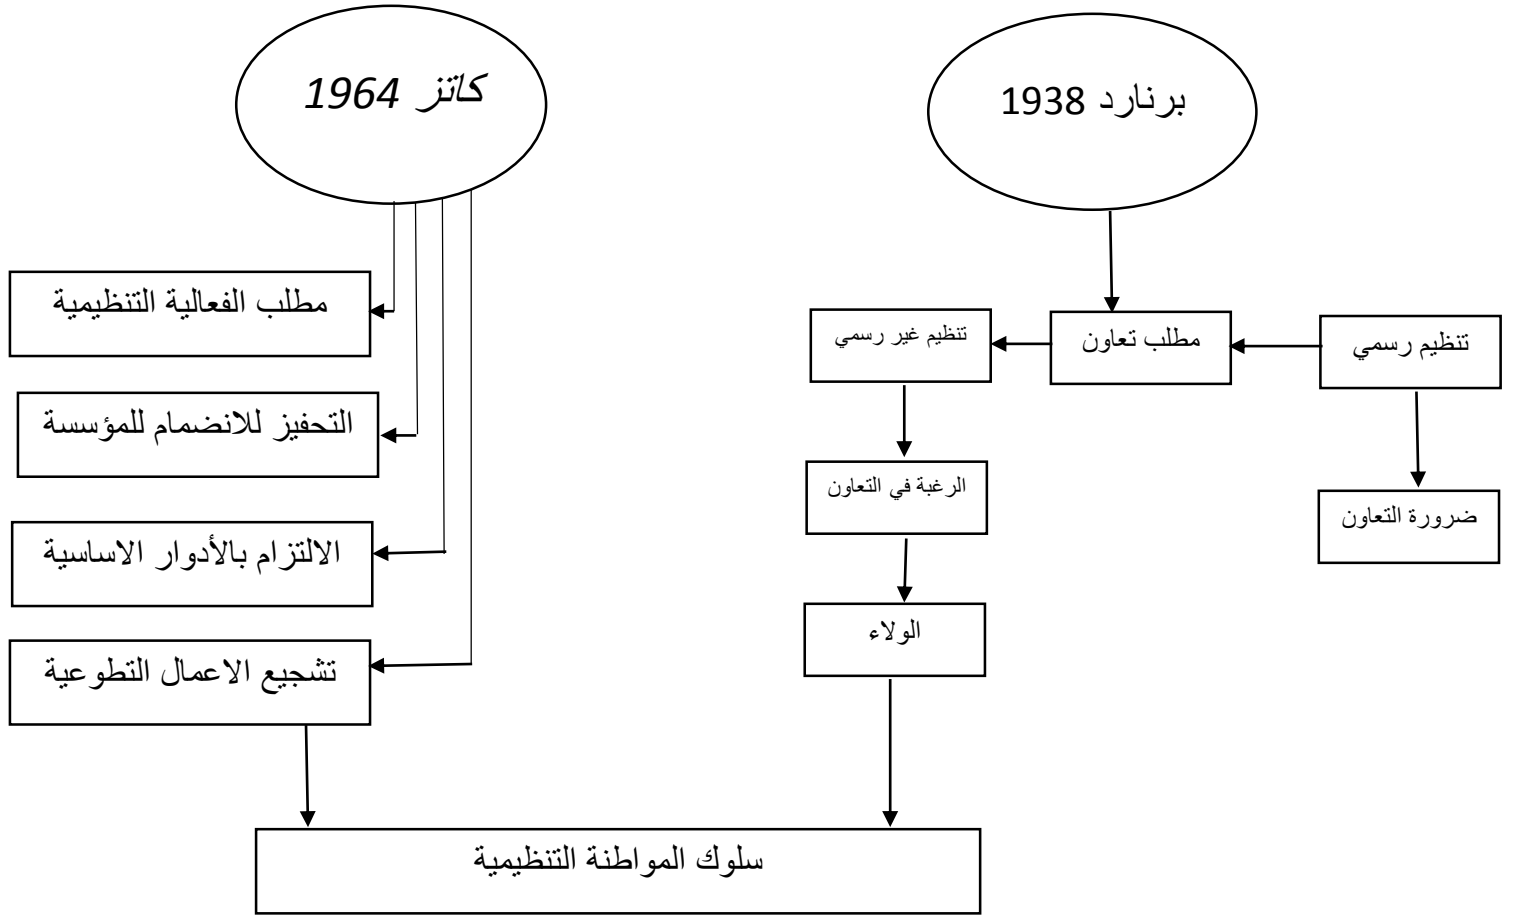 برنارد 1938
كاتز 1964
تنظيم رسمي
مطلب تعاون
تنظيم غير رسمي
ضرورة التعاون
الرغبة في التعاون
الولاء
مطلب الفعالية التنظيمية
التحفيز للانضمام للمؤسسة
الالتزام بالأدوار الاساسية
تشجيع الاعمال التطوعية
سلوك المواطنة التنظيمية